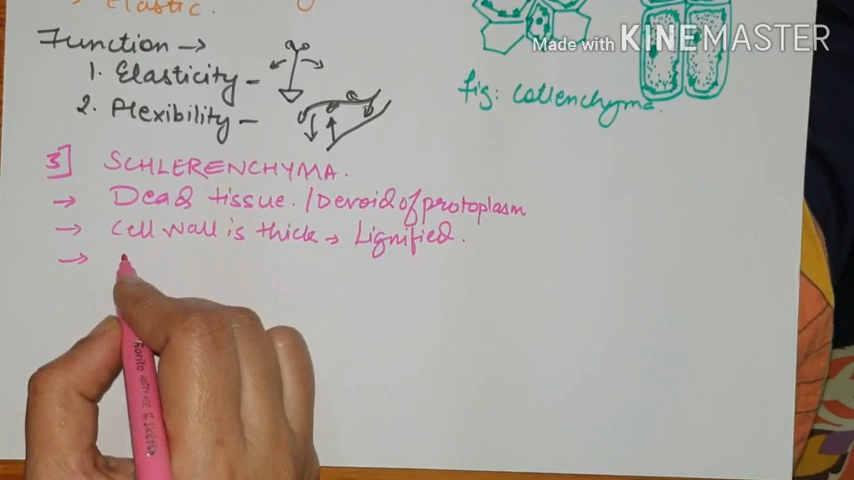 Elastic.
Function →
1. Elasticity -
2. Flexibility -
Made with KINEMASTER
fig: collenchyma.
3] SCHLERENCHYMA.
→ Dead tissue. / Devoid of protoplasm
→ Cell wall is thick → Lignified.
→